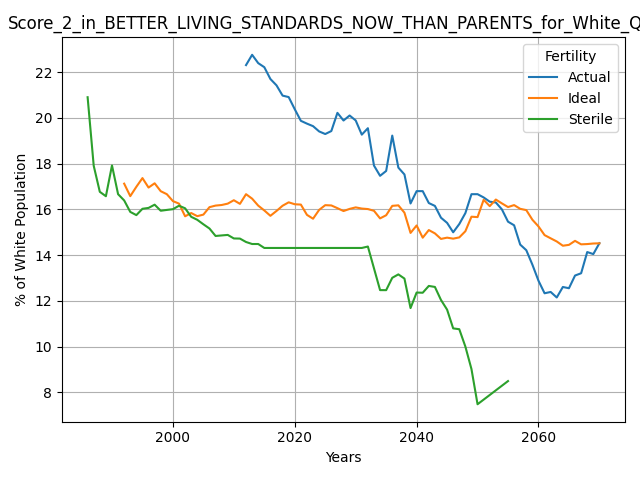 Score_2_in_BETTER_LIVING_STANDARDS_NOW_THAN_PARENTS_for_White_Q
Fertility
Actual
Ideal
Sterile
22
20
18
16
14
12
10
8
% of White Population
2000
2020
2040
2060
Years